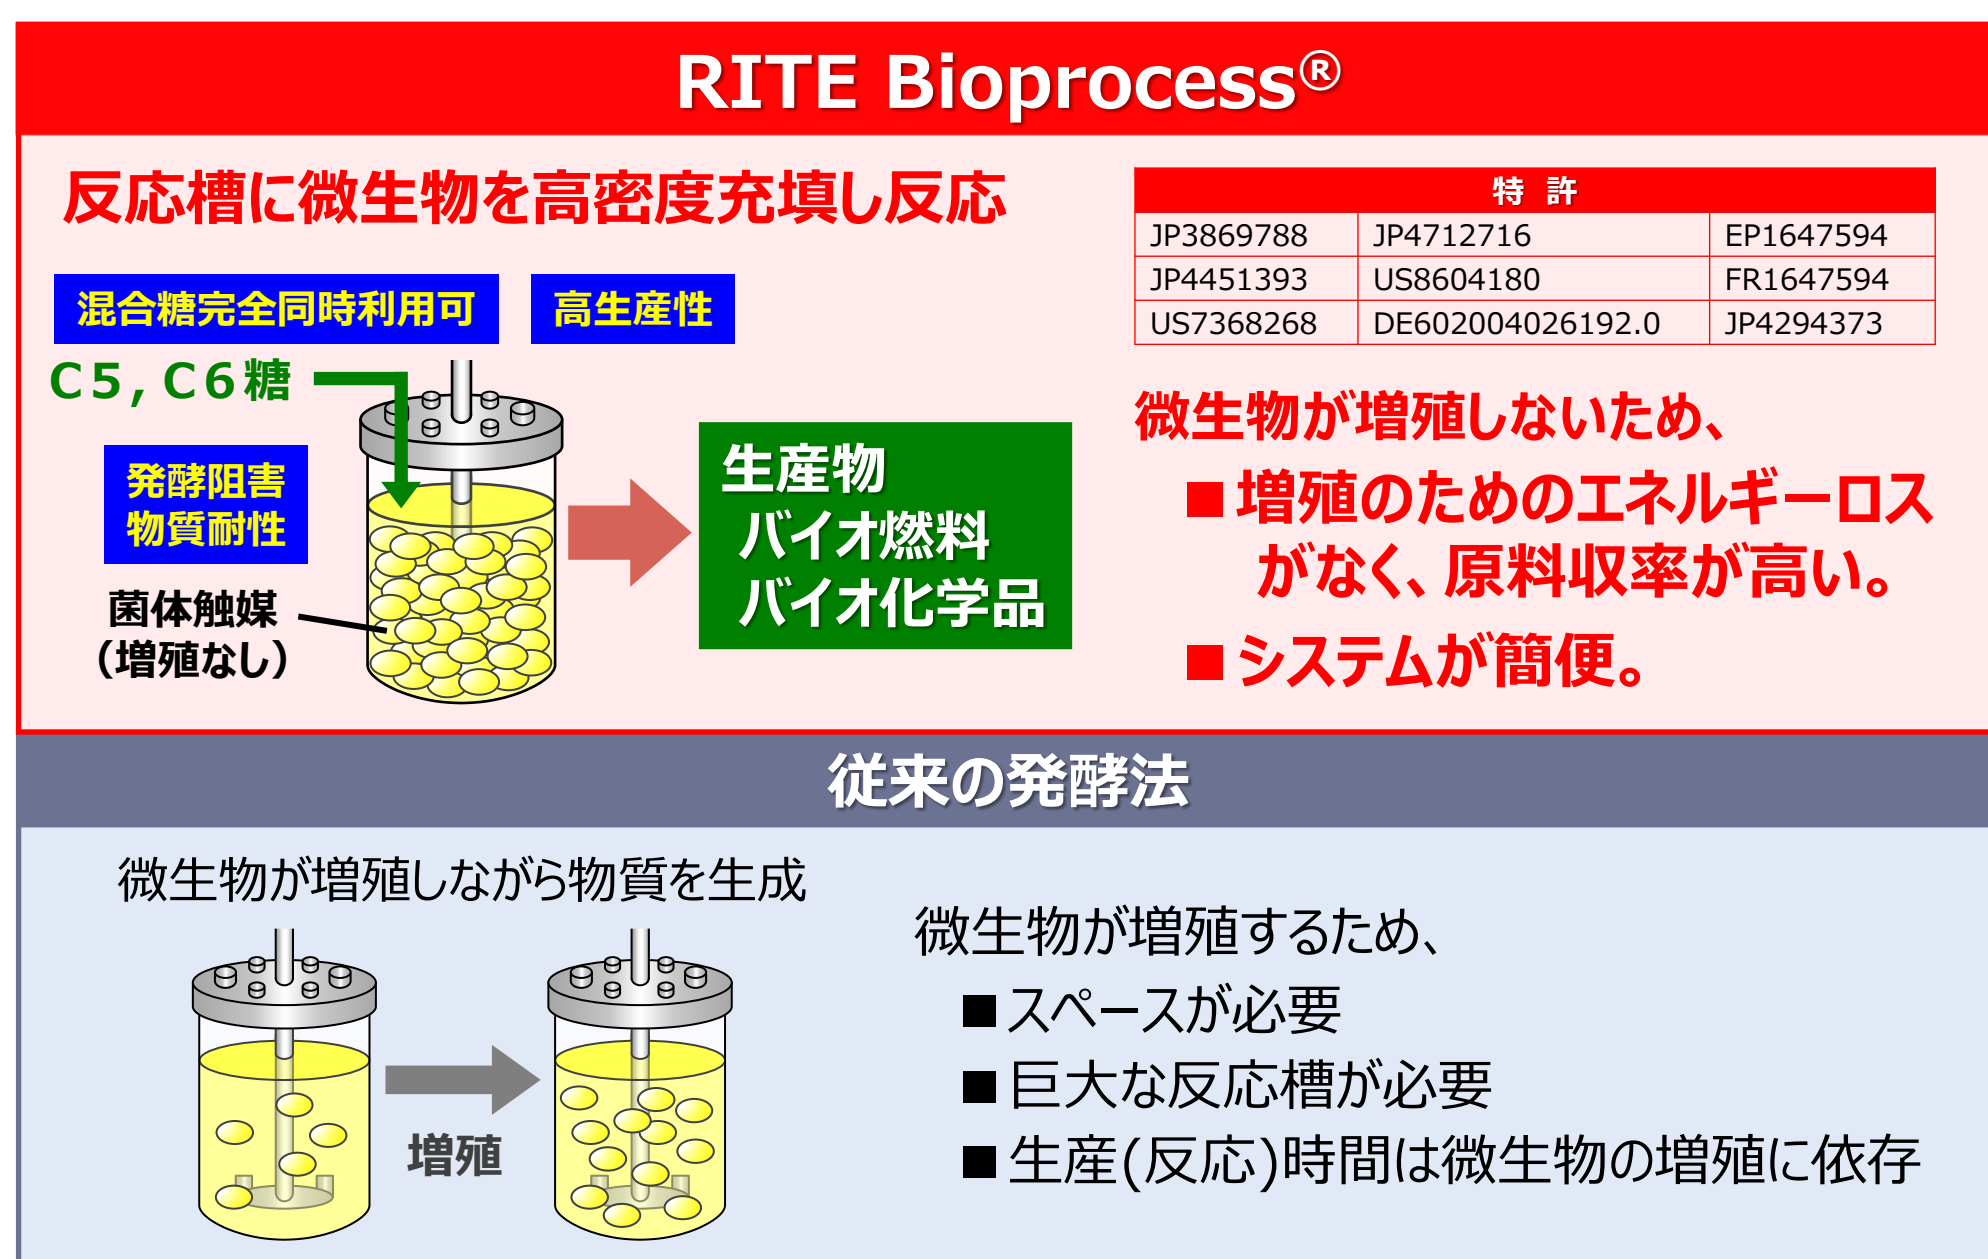 RITE Bioprocess®
反応槽に微生物を高密度充填し反応
混合糖完全同時利用可
高生産性
C5, C6糖
発酵阻害
物質耐性
菌体触媒
（増殖なし）
生産物
バイオ燃料
バイオ化学品
特 許
JP3869788 JP4712716 EP1647594
JP4451393 US8604180 FR1647594
US7368268 DE602004026192.0 JP4294373
微生物が増殖しないため、
■増殖のためのエネルギーロス
がなく、原料収率が高い。
■システムが簡便。
従来の発酵法
微生物が増殖しながら物質を生成
増殖
微生物が増殖するため、
■スペースが必要
■巨大な反応槽が必要
■生産(反応)時間は微生物の増殖に依存